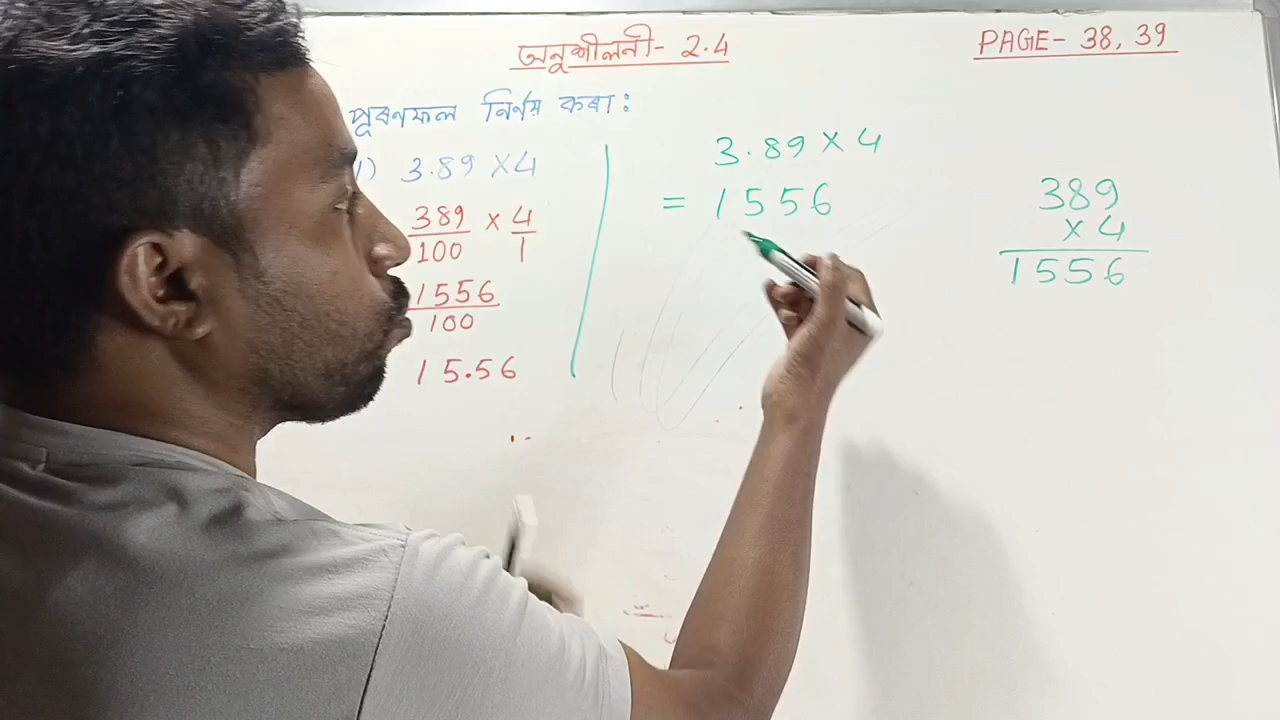 অনুশীলনী- 2.4
PAGE- 38, 39
পূৰণফল নিৰ্ণয় কৰা:
1) 3.89 X 4
389/100 x 4/1
1556/100
15.56
3.89 X 4
= 1556
389
x 4
1556